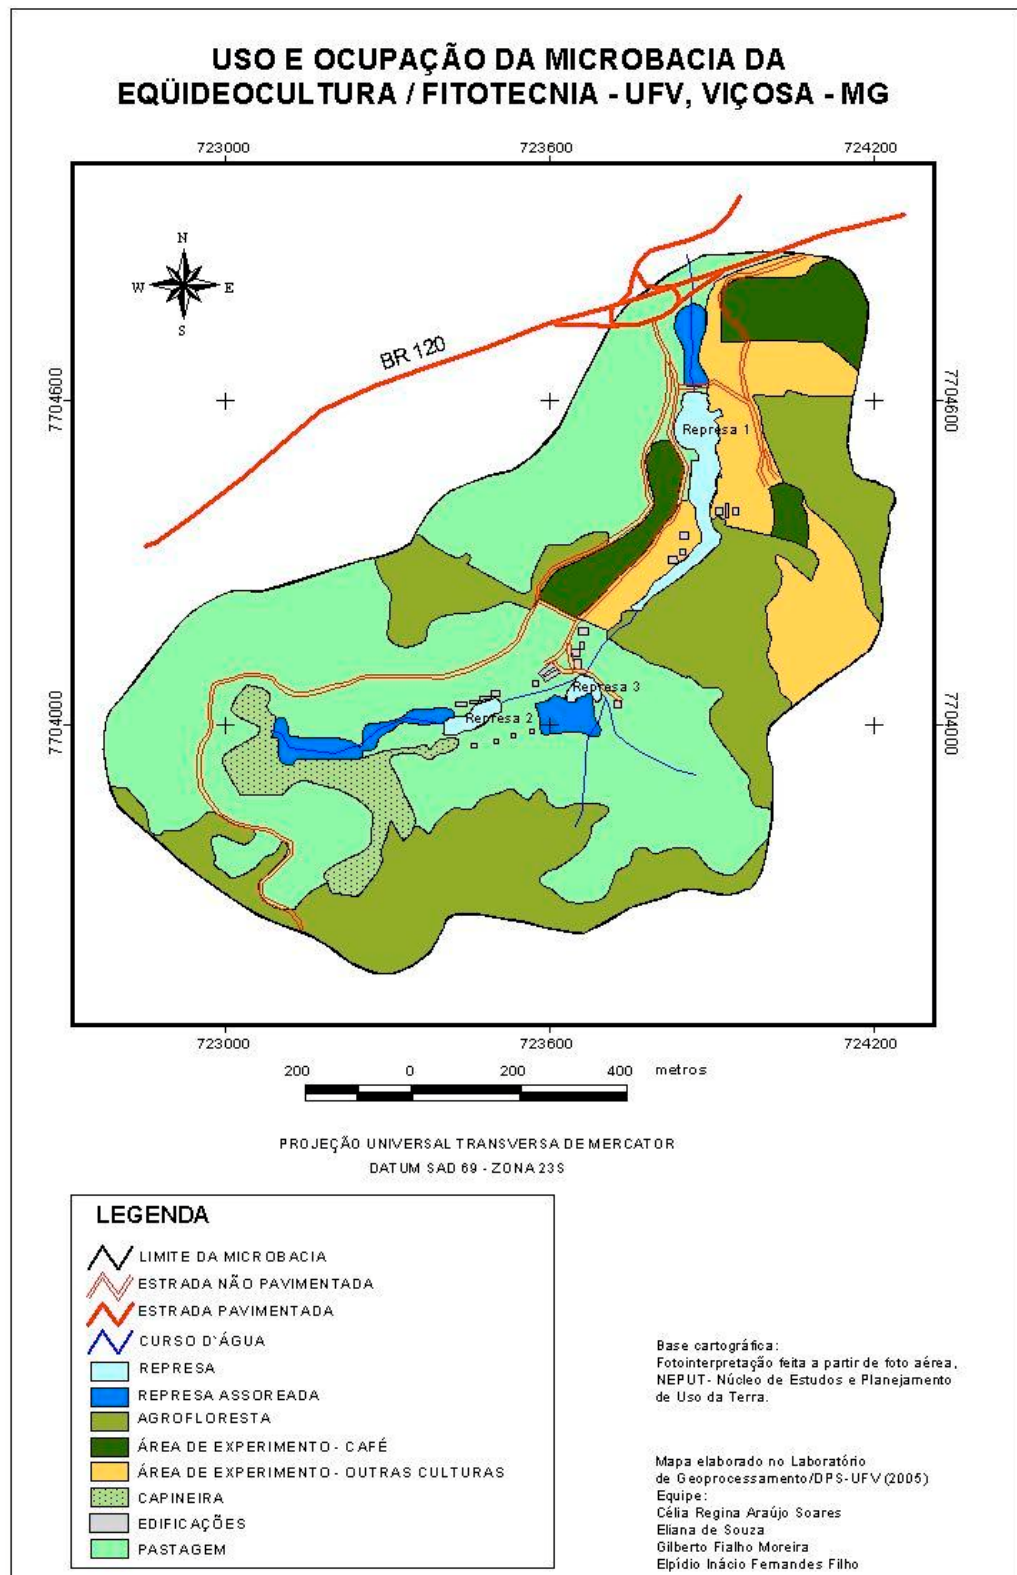 USO E OCUPAÇÃO DA MICROBACIA DA
EQÜIDEOCULTURA / FITOTECNIA - UFV, VIÇOSA - MG
723000
723600
724200
N
W
E
S
BR 120
7704600
7704600
Represa 1
Represa 3
Represa 2
7704000
7704000
723000
723600
724200
200 0 200 400 metros
PROJEÇÃO UNIVERSAL TRANSVERSA DE MERCATOR
DATUM SAD 69 - ZONA 23S
LEGENDA
LIMITE DA MICROBACIA
ESTRADA NÃO PAVIMENTADA
ESTRADA PAVIMENTADA
CURSO D`ÁGUA
REPRESA
REPRESA ASSOREADA
AGROFLORESTA
ÁREA DE EXPERIMENTO - CAFÉ
ÁREA DE EXPERIMENTO - OUTRAS CULTURAS
CAPINEIRA
EDIFICAÇÕES
PASTAGEM
Base cartográfica:
Fotointerpretação feita a partir de foto aérea,
NEPUT- Núcleo de Estudos e Planejamento
de Uso da Terra.
Mapa elaborado no Laboratório
de Geoprocessamento/DPS-UFV (2005)
Equipe:
Célia Regina Araújo Soares
Eliana de Souza
Gilberto Fialho Moreira
Elpídio Inácio Fernandes Filho